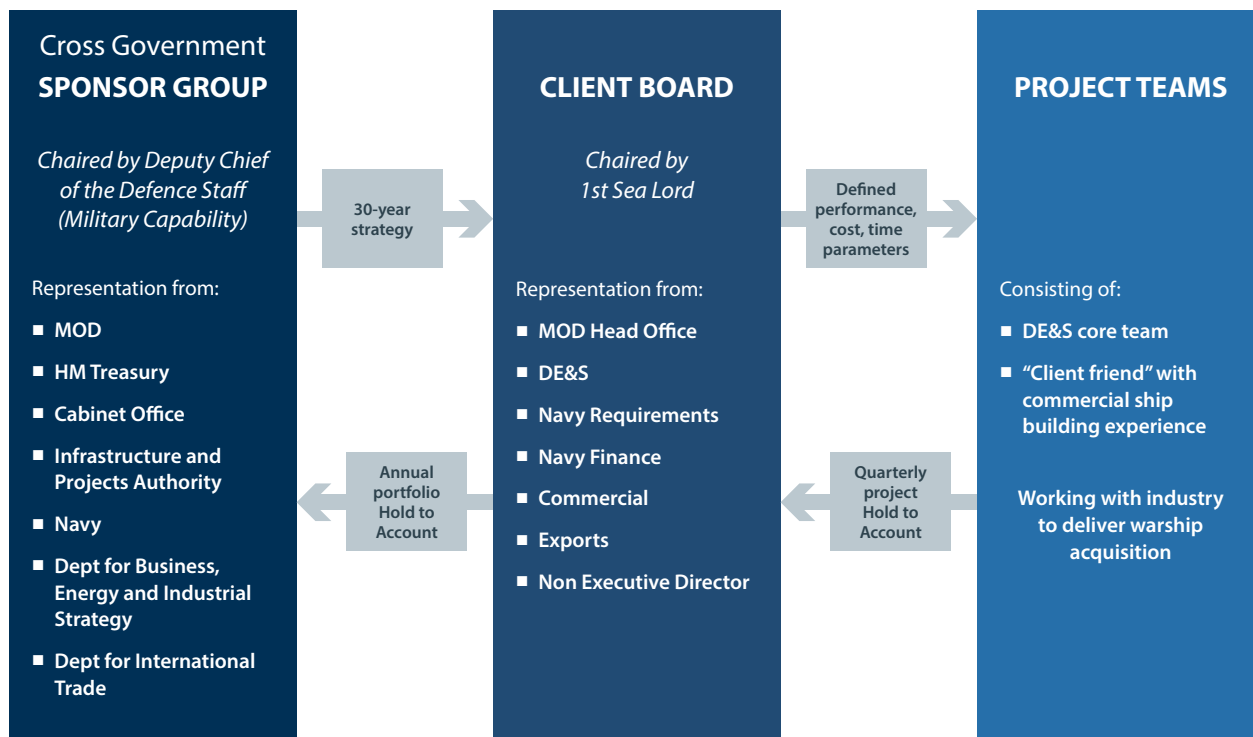 Cross Government
SPONSOR GROUP
Chaired by Deputy Chief
of the Defence Staff
(Military Capability)
Representation from:
■ MOD
■ HM Treasury
■ Cabinet Office
■ Infrastructure and
Projects Authority
■ Navy
■ Dept for Business,
Energy and Industrial
Strategy
■ Dept for International
Trade
30-year
strategy
Annual
portfolio
Hold to
Account
CLIENT BOARD
Chaired by
1st Sea Lord
Representation from:
■ MOD Head Office
■ DE&S
■ Navy Requirements
■ Navy Finance
■ Commercial
■ Exports
■ Non Executive Director
Defined
performance,
cost, time
parameters
Quarterly
project
Hold to
Account
PROJECT TEAMS
Consisting of:
■ DE&S core team
■ “Client friend” with
commercial ship
building experience
Working with industry
to deliver warship
acquisition